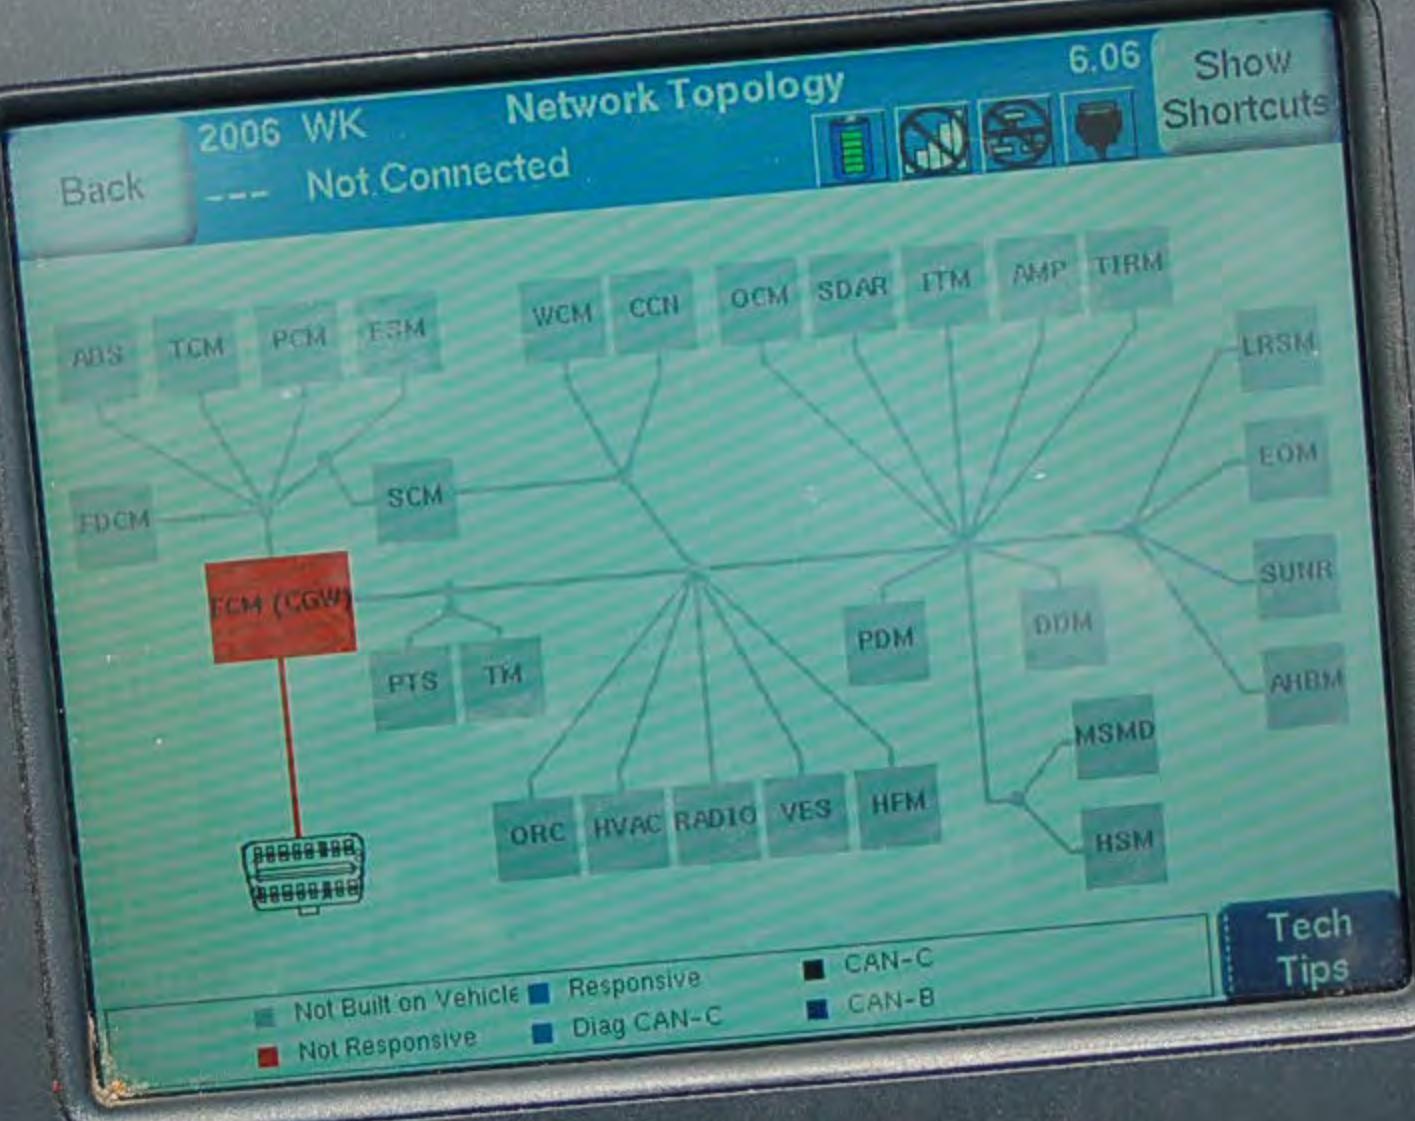 Back
2006 WK
Network Topology
6.06
--- Not Connected
Show
Shortcuts
ABS
TCM
PCM
ESM
WCM
CCN
OCM
SDAR
ITM
AMP
TIRM
LRSM
EOM
SUNR
AHBM
FDCM
SCM
FCM (CGW)
PTS
TM
PDM
DDM
MSMD
HSM
ORC
HVAC
RADIO
VES
HFM
Not Built on Vehicle
Responsive
CAN-C
Not Responsive
Diag CAN-C
CAN-B
Tech
Tips